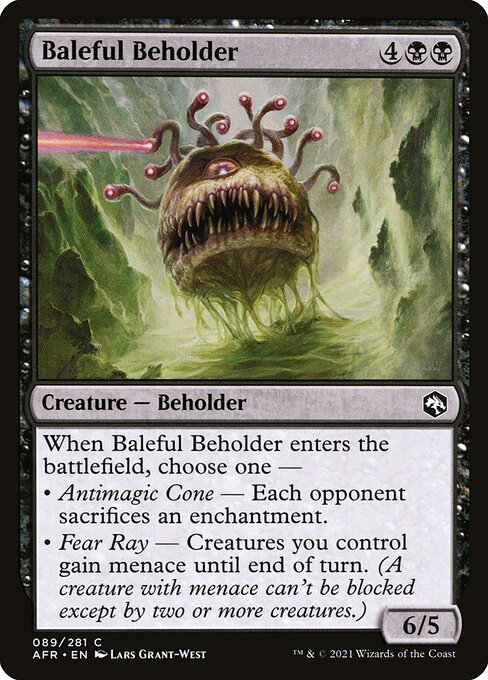 Baleful Beholder 4
Creature — Beholder
When Baleful Beholder enters the
battlefield, choose one —
• Antimagic Cone — Each opponent
sacrifices an enchantment.
• Fear Ray — Creatures you control
gain menace until end of turn. (A
creature with menace can't be blocked
except by two or more creatures.)
6/5
089/281 C
AFR • EN Lars Grant-West
™ & © 2021 Wizards of the Coast